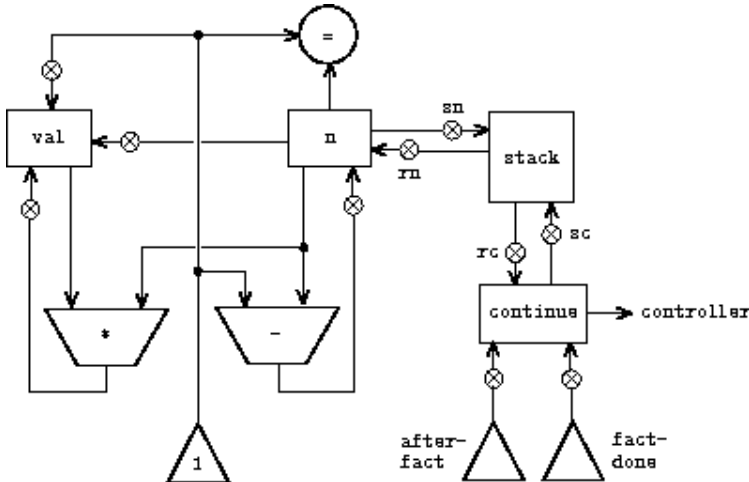 =
val
n
sn
rn
stack
rc
sc
continue
controller
*
-
1
after-
fact
fact-
done